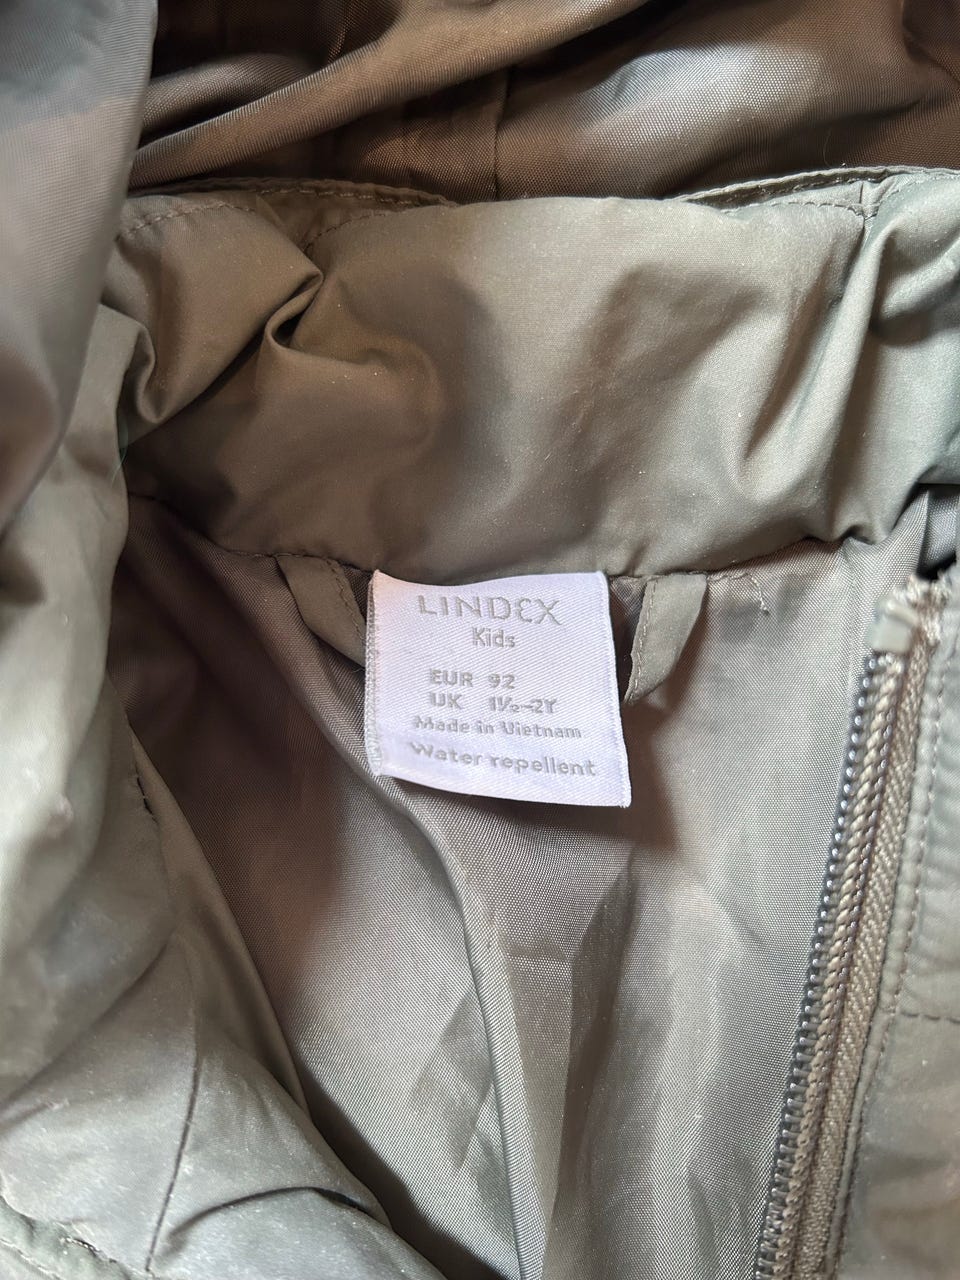 LINDEX
Kids
EUR 92
UK 1½-2Y
Made in Vietnam
Water repellent